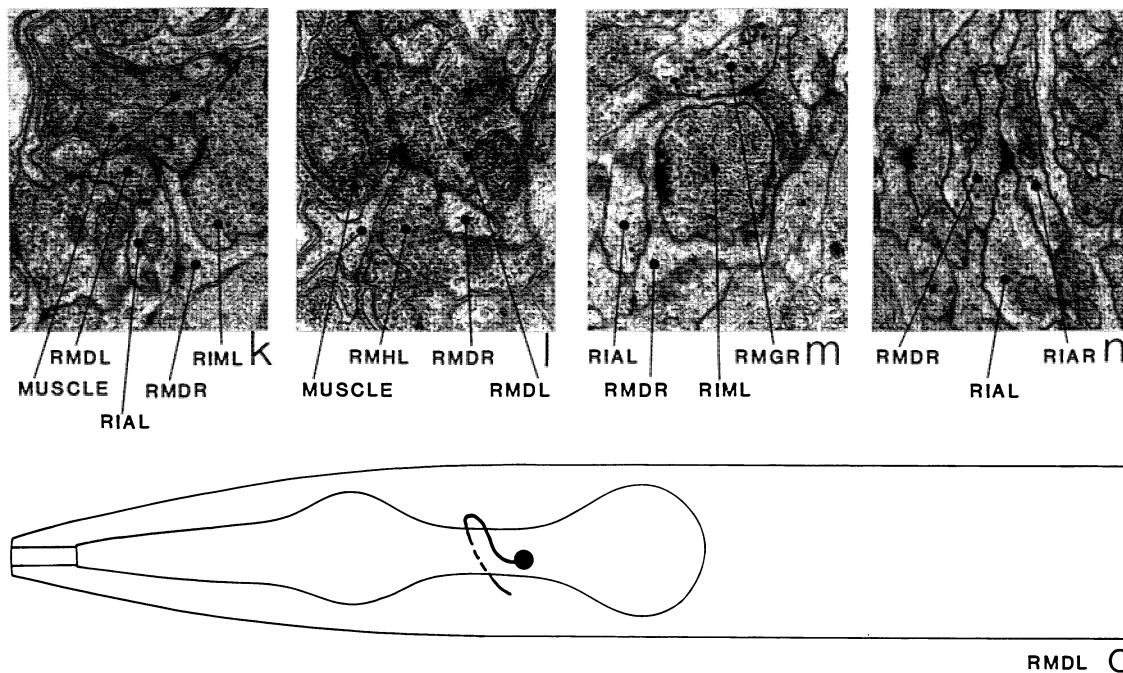 RMDL RIML k
MUSCLE RMDR
RIAL
RMHL RMDR l
MUSCLE RMDL
RIAL RMGR m
RMDR RIML
RMDR RIAR n
RIAL
RMDL